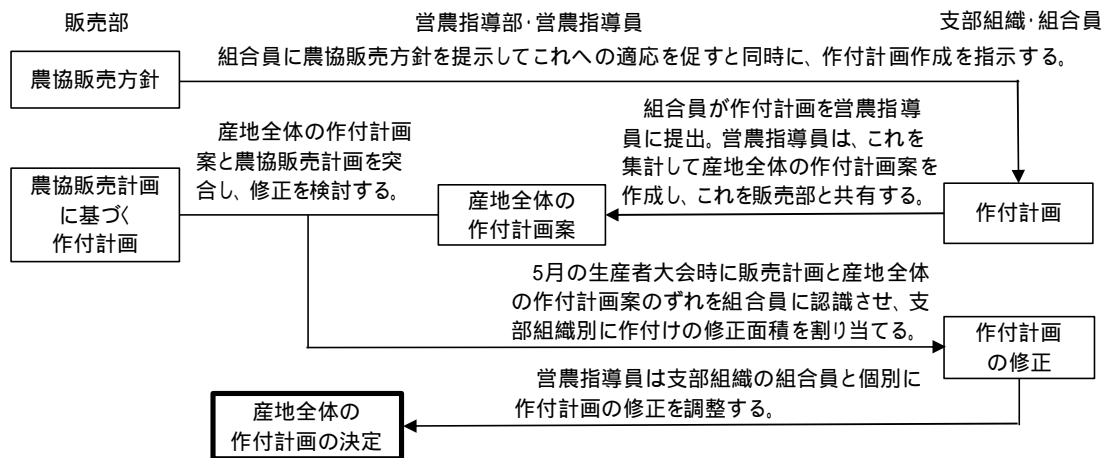 販売部
営農指導部・営農指導員
支部組織・組合員
組合員に農協販売方針を提示してこれへの適応を促すと同時に、作付計画作成を指示する。
農協販売方針
組合員が作付計画を営農指導
員に提出。営農指導員は、これを
集計して産地全体の作付計画案を
作成し、これを販売部と共有する。
産地全体の作付計画
案と農協販売計画を突
合し、修正を検討する。
農協販売計画
に基づく
作付計画
産地全体の
作付計画案
作付計画
5月の生産者大会時に販売計画と産地全体
の作付計画案のずれを組合員に認識させ、支
部組織別に作付けの修正面積を割り当てる。
作付計画
の修正
営農指導員は支部組織の組合員と個別に
作付計画の修正を調整する。
産地全体の
作付計画の決定